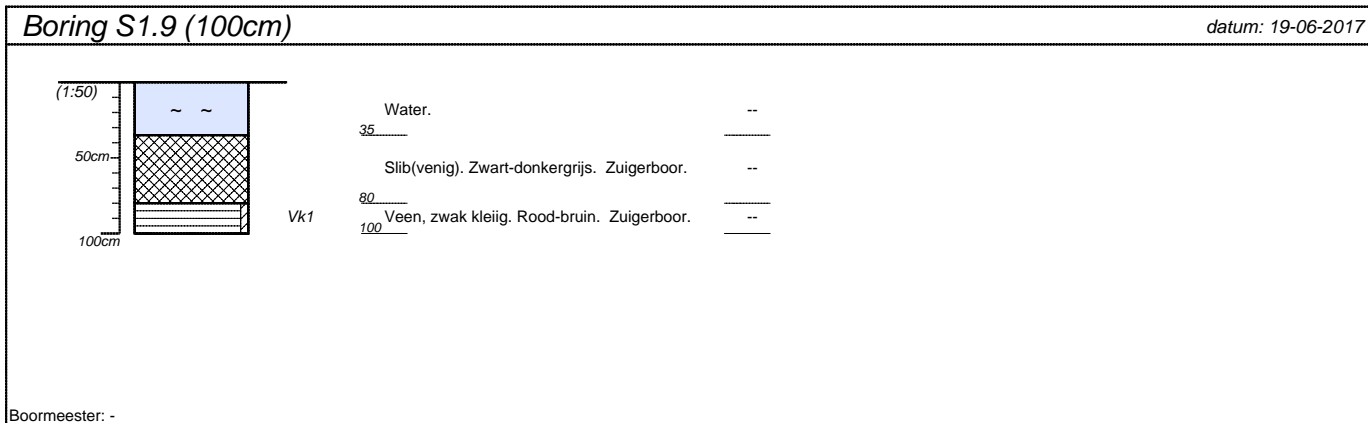 Boring S1.9 (100cm) datum: 19-06-2017
(1:50)
~ ~ Water. --
35
50cm
Slib(venig). Zwart-donkergrijs. Zuigerboor. --
80
Vk1 Veen, zwak kleiig. Rood-bruin. Zuigerboor. --
100
100cm
Boormeester: -